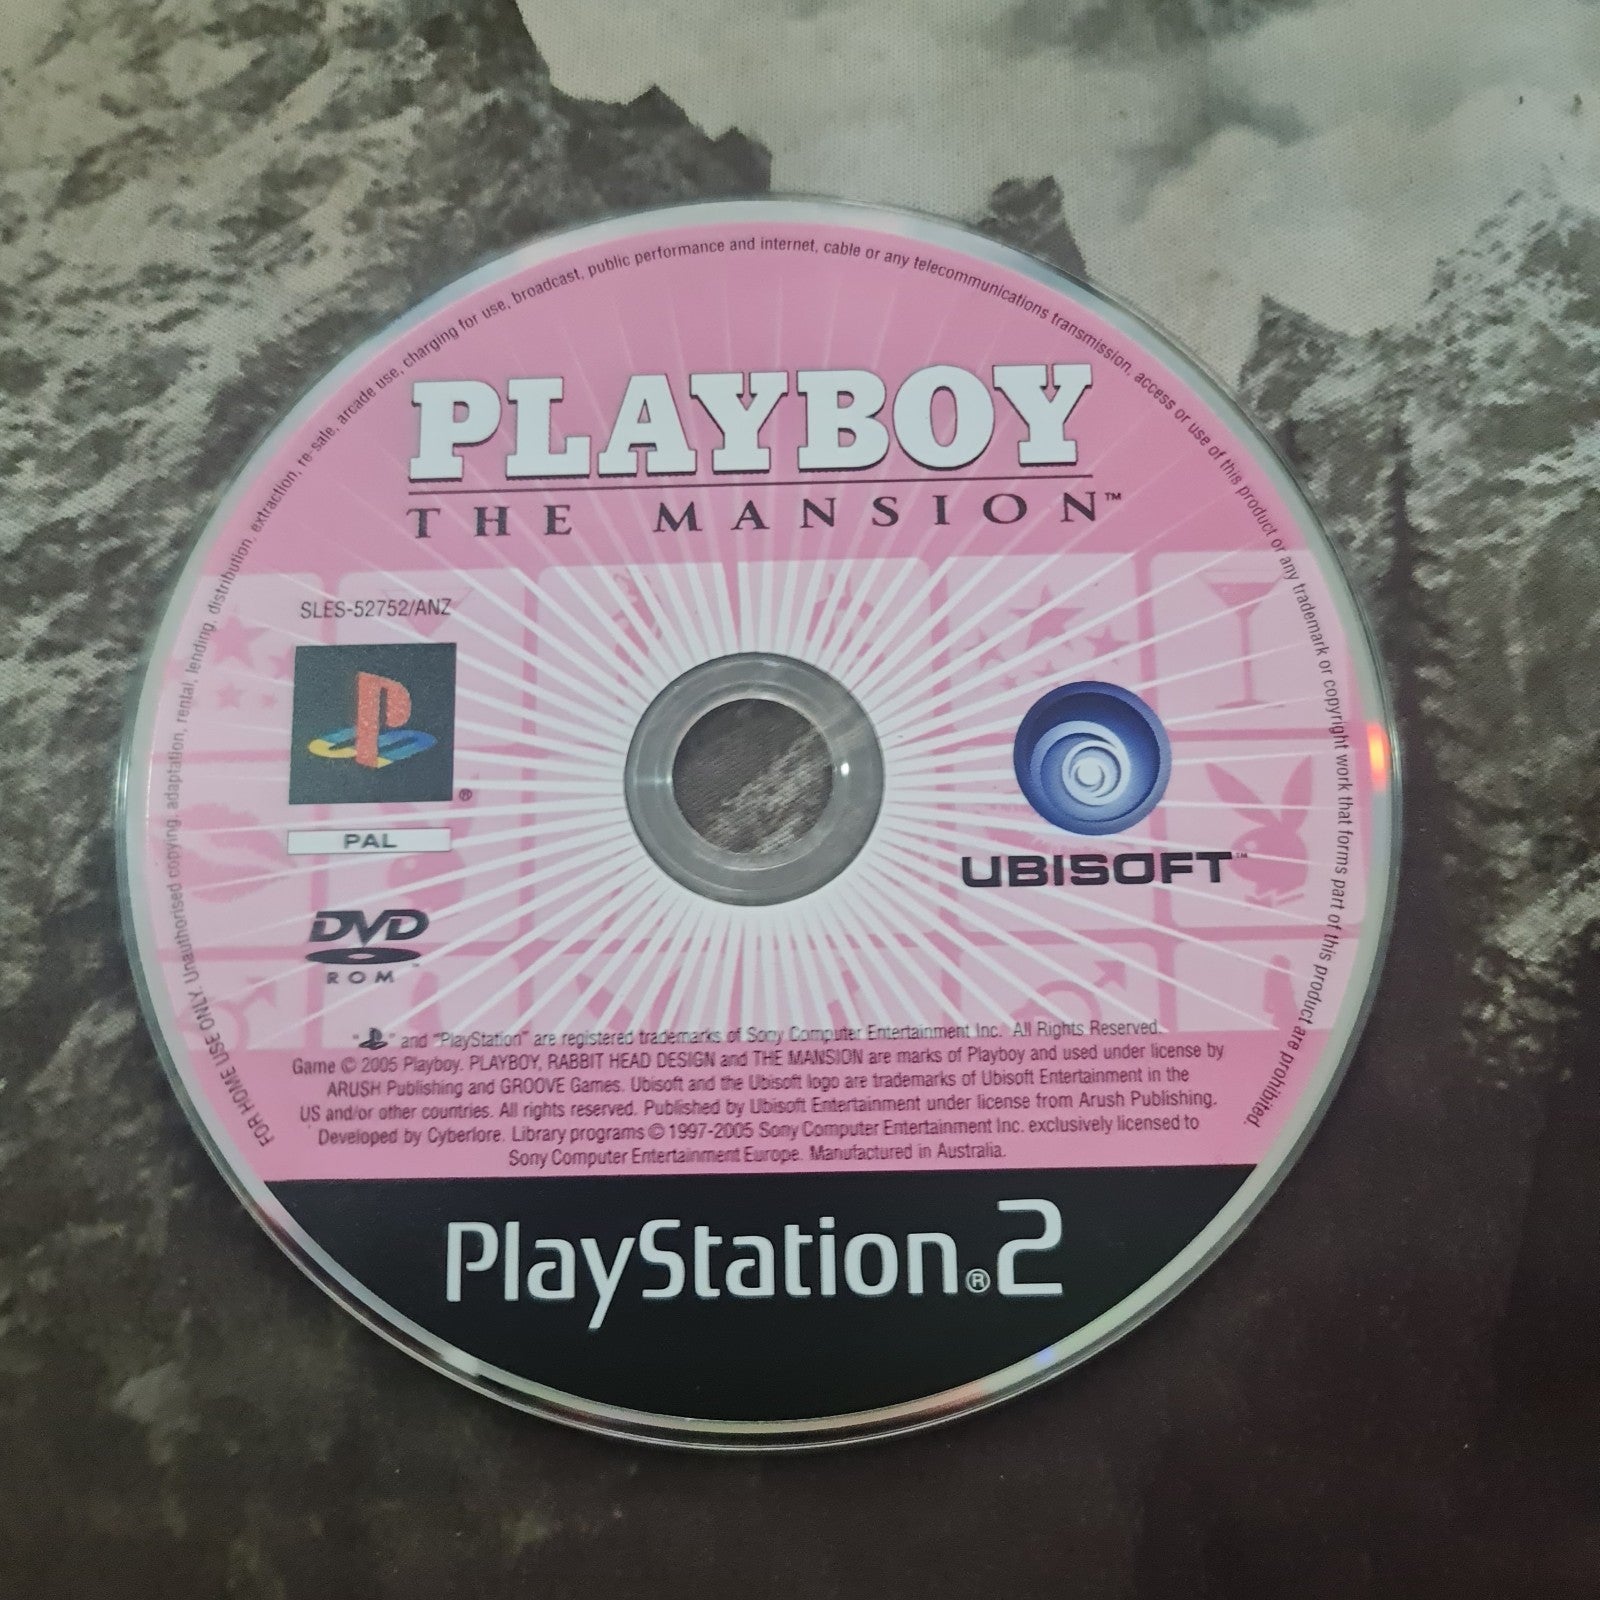 FOR HOME USE ONLY. Unauthorised copying, adaptation, rental, lending, distribution, extraction, re-sale, arcade use, charging for use, broadcast, public performance and internet, cable or any telecommunications transmission, access or use of this product or any trademark or copyright work that forms part of this product are prohibited.
PLAYBOY
THE MANSION™
SLES-52752/ANZ
P
®
PAL
DVD
ROM
UBISOFT™
" " and "PlayStation" are registered trademarks of Sony Computer Entertainment Inc. All Rights Reserved.
Game © 2005 Playboy. PLAYBOY, RABBIT HEAD DESIGN and THE MANSION are marks of Playboy and used under license by
ARUSH Publishing and GROOVE Games. Ubisoft and the Ubisoft logo are trademarks of Ubisoft Entertainment in the
US and/or other countries. All rights reserved. Published by Ubisoft Entertainment under license from Arush Publishing.
Developed by Cyberlore. Library programs © 1997-2005 Sony Computer Entertainment Inc. exclusively licensed to
Sony Computer Entertainment Europe. Manufactured in Australia.
PlayStation®2